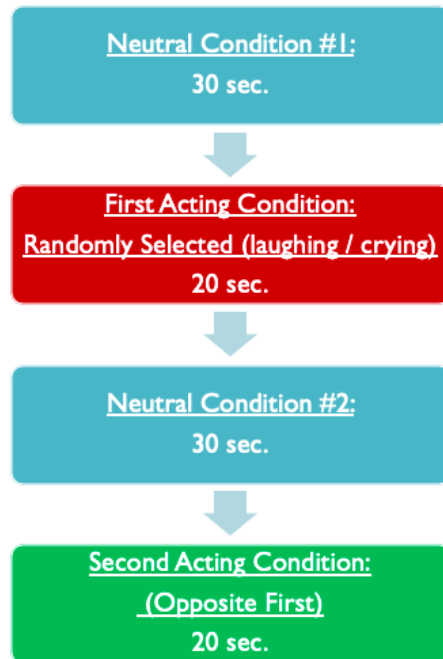 Neutral Condition #1:
30 sec.
First Acting Condition:
Randomly Selected (laughing / crying)
20 sec.
Neutral Condition #2:
30 sec.
Second Acting Condition:
(Opposite First)
20 sec.